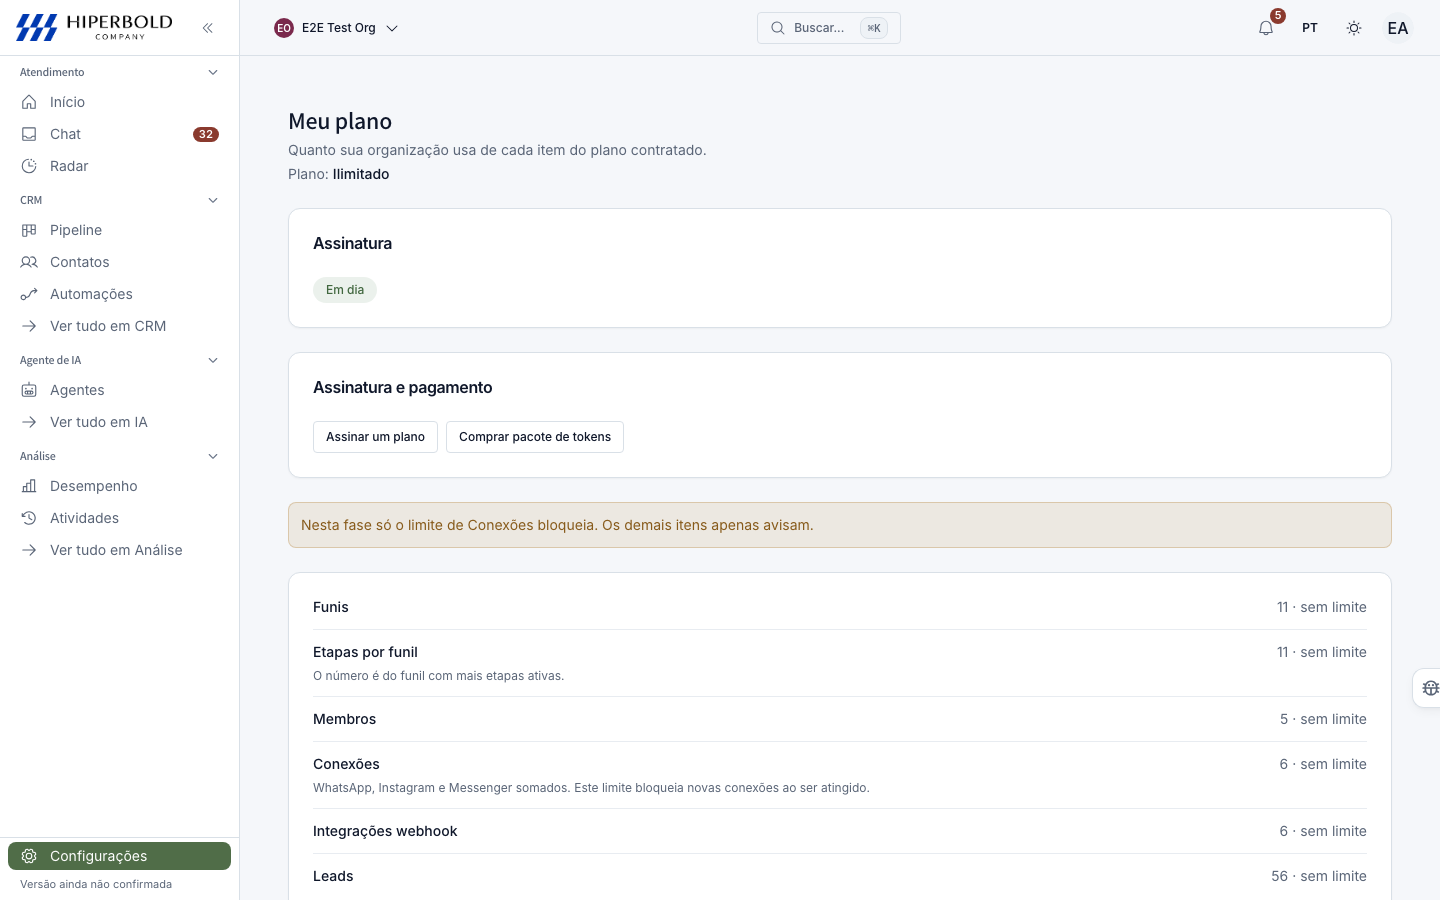 HIPERBOLD
COMPANY
EO E2E Test Org
Buscar... ⌘K
5
PT
EA
Atendimento
Início
Chat 32
Radar
CRM
Pipeline
Contatos
Automações
Ver tudo em CRM
Agente de IA
Agentes
Ver tudo em IA
Análise
Desempenho
Atividades
Ver tudo em Análise
Configurações
Versão ainda não confirmada
Meu plano
Quanto sua organização usa de cada item do plano contratado.
Plano: Ilimitado
Assinatura
Em dia
Assinatura e pagamento
Assinar um plano Comprar pacote de tokens
Nesta fase só o limite de Conexões bloqueia. Os demais itens apenas avisam.
Funis 11 · sem limite
Etapas por funil 11 · sem limite
O número é do funil com mais etapas ativas.
Membros 5 · sem limite
Conexões 6 · sem limite
WhatsApp, Instagram e Messenger somados. Este limite bloqueia novas conexões ao ser atingido.
Integrações webhook 6 · sem limite
Leads 56 · sem limite